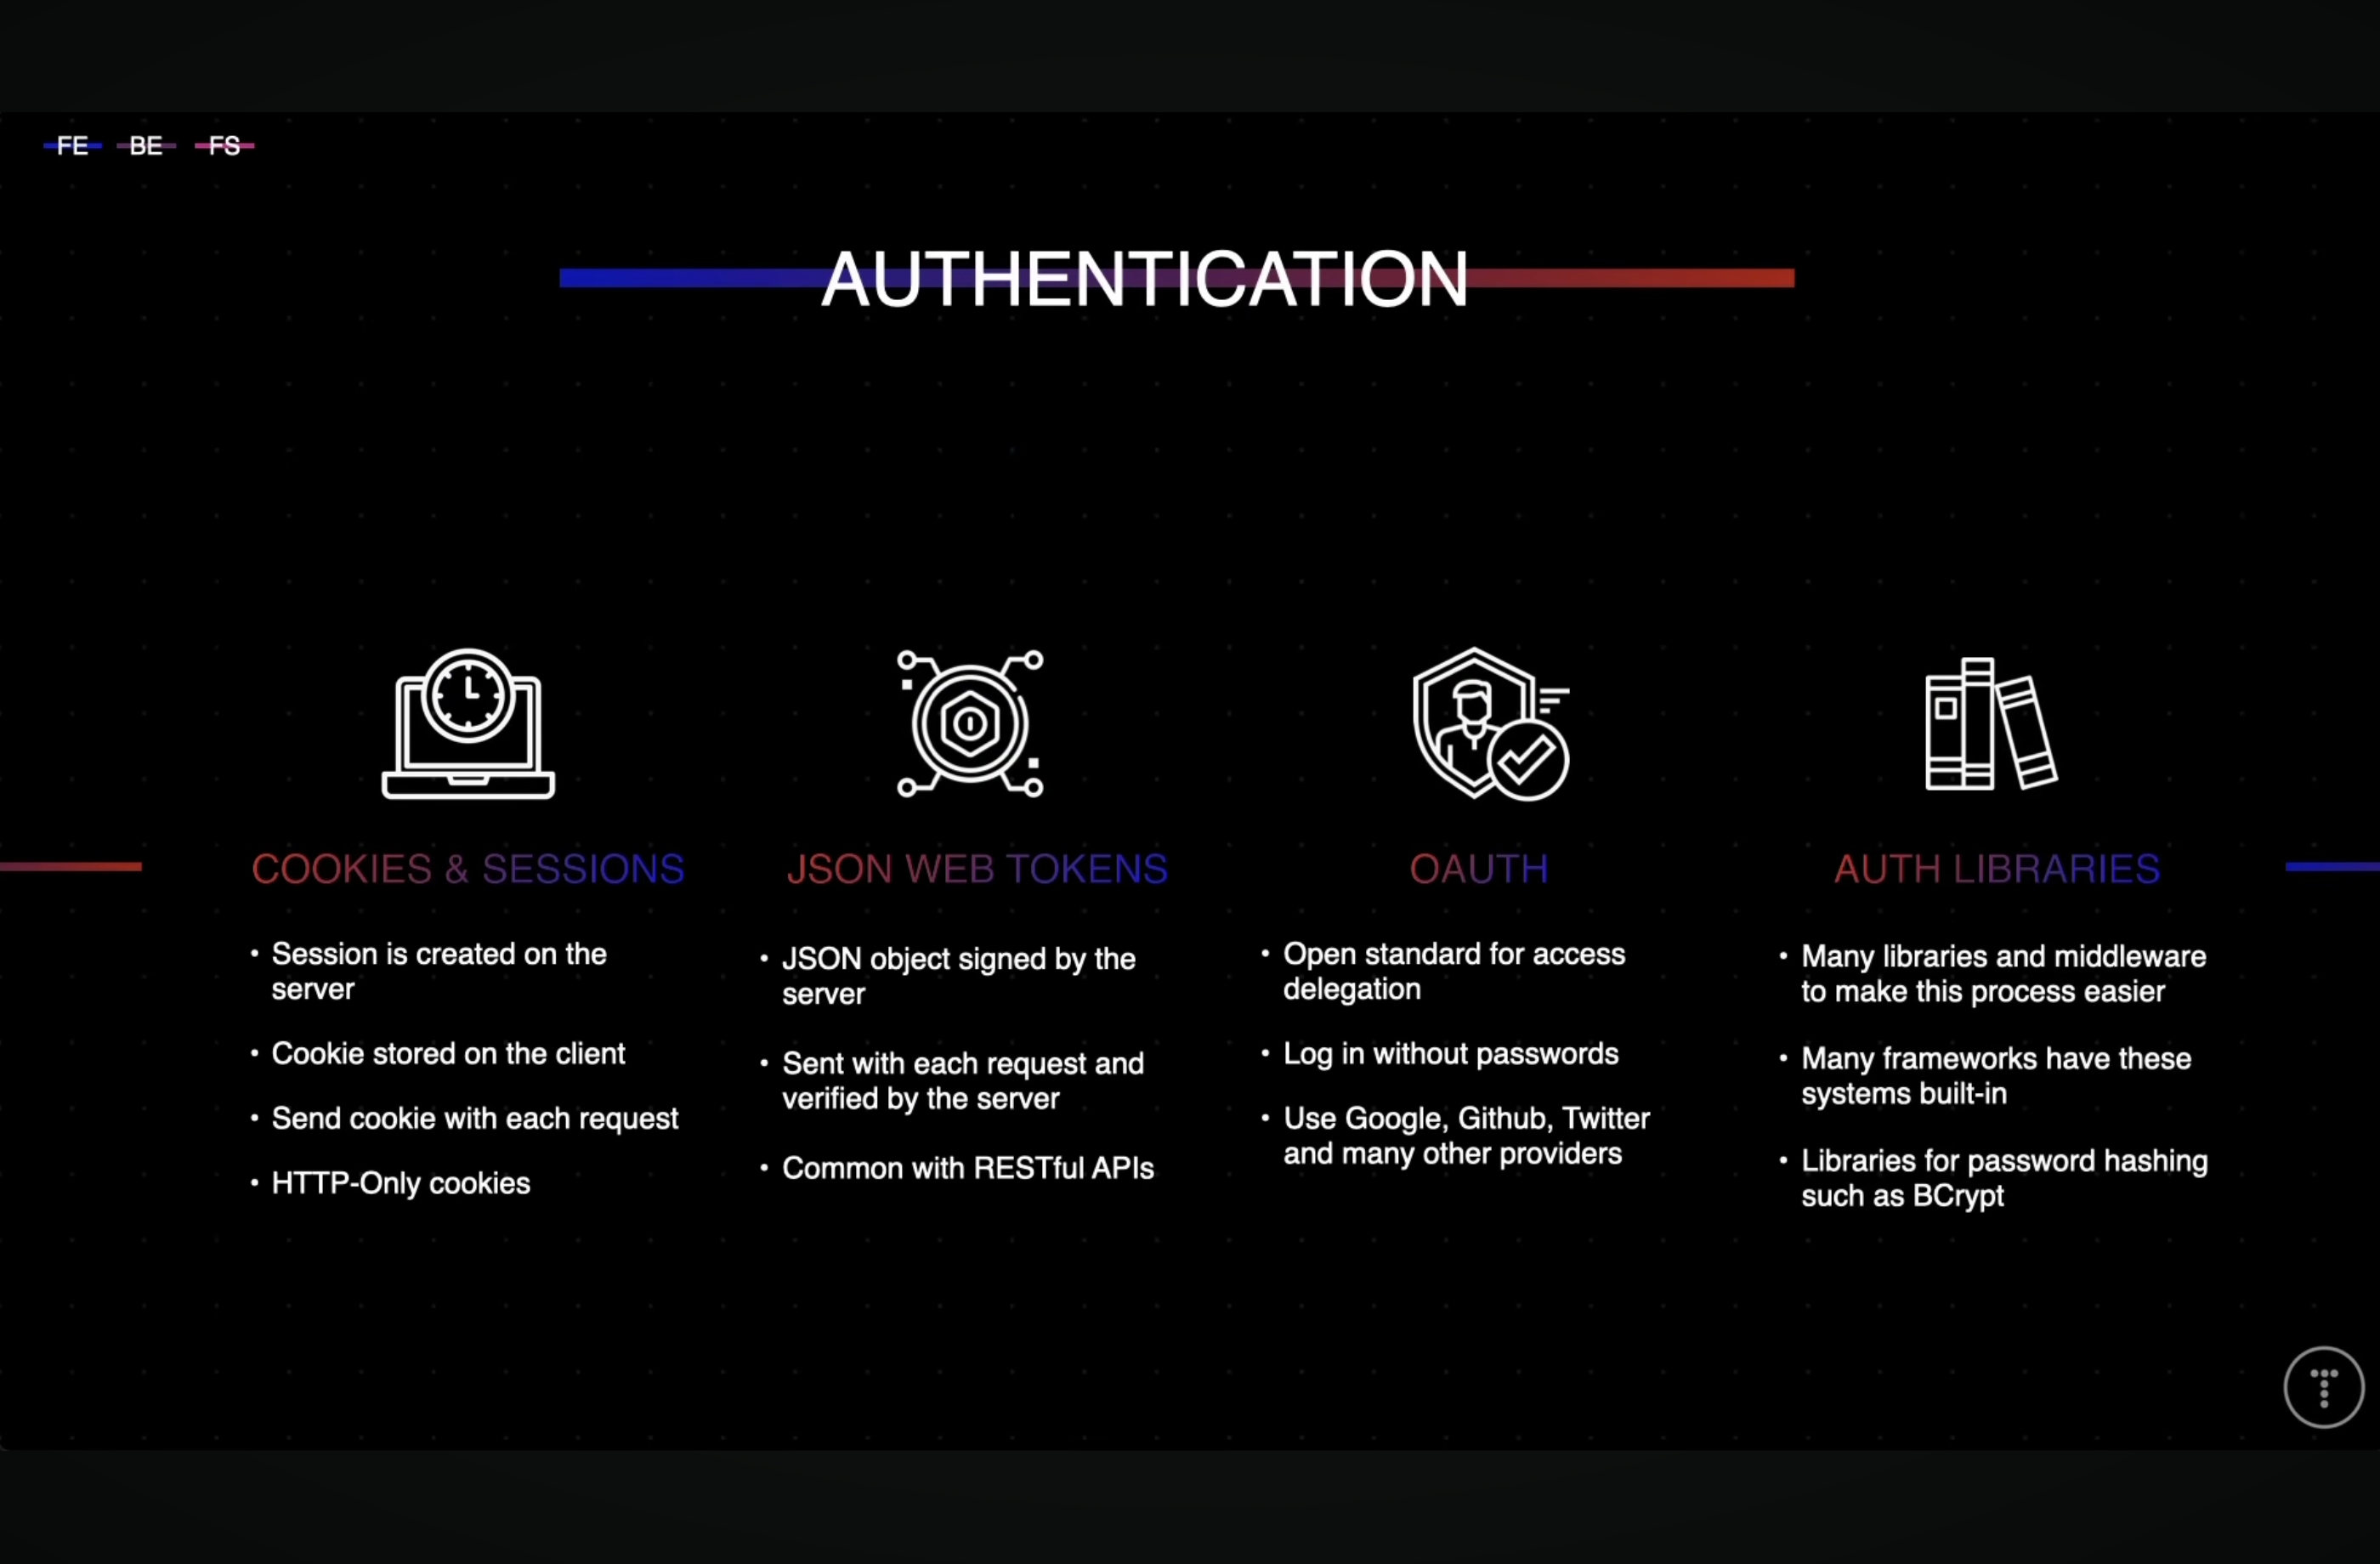 FE BE FS
AUTHENTICATION
COOKIES & SESSIONS
• Session is created on the
server
• Cookie stored on the client
• Send cookie with each request
• HTTP-Only cookies
JSON WEB TOKENS
• JSON object signed by the
server
• Sent with each request and
verified by the server
• Common with RESTful APIs
OAUTH
• Open standard for access
delegation
• Log in without passwords
• Use Google, Github, Twitter
and many other providers
AUTH LIBRARIES
• Many libraries and middleware
to make this process easier
• Many frameworks have these
systems built-in
• Libraries for password hashing
such as BCrypt
T